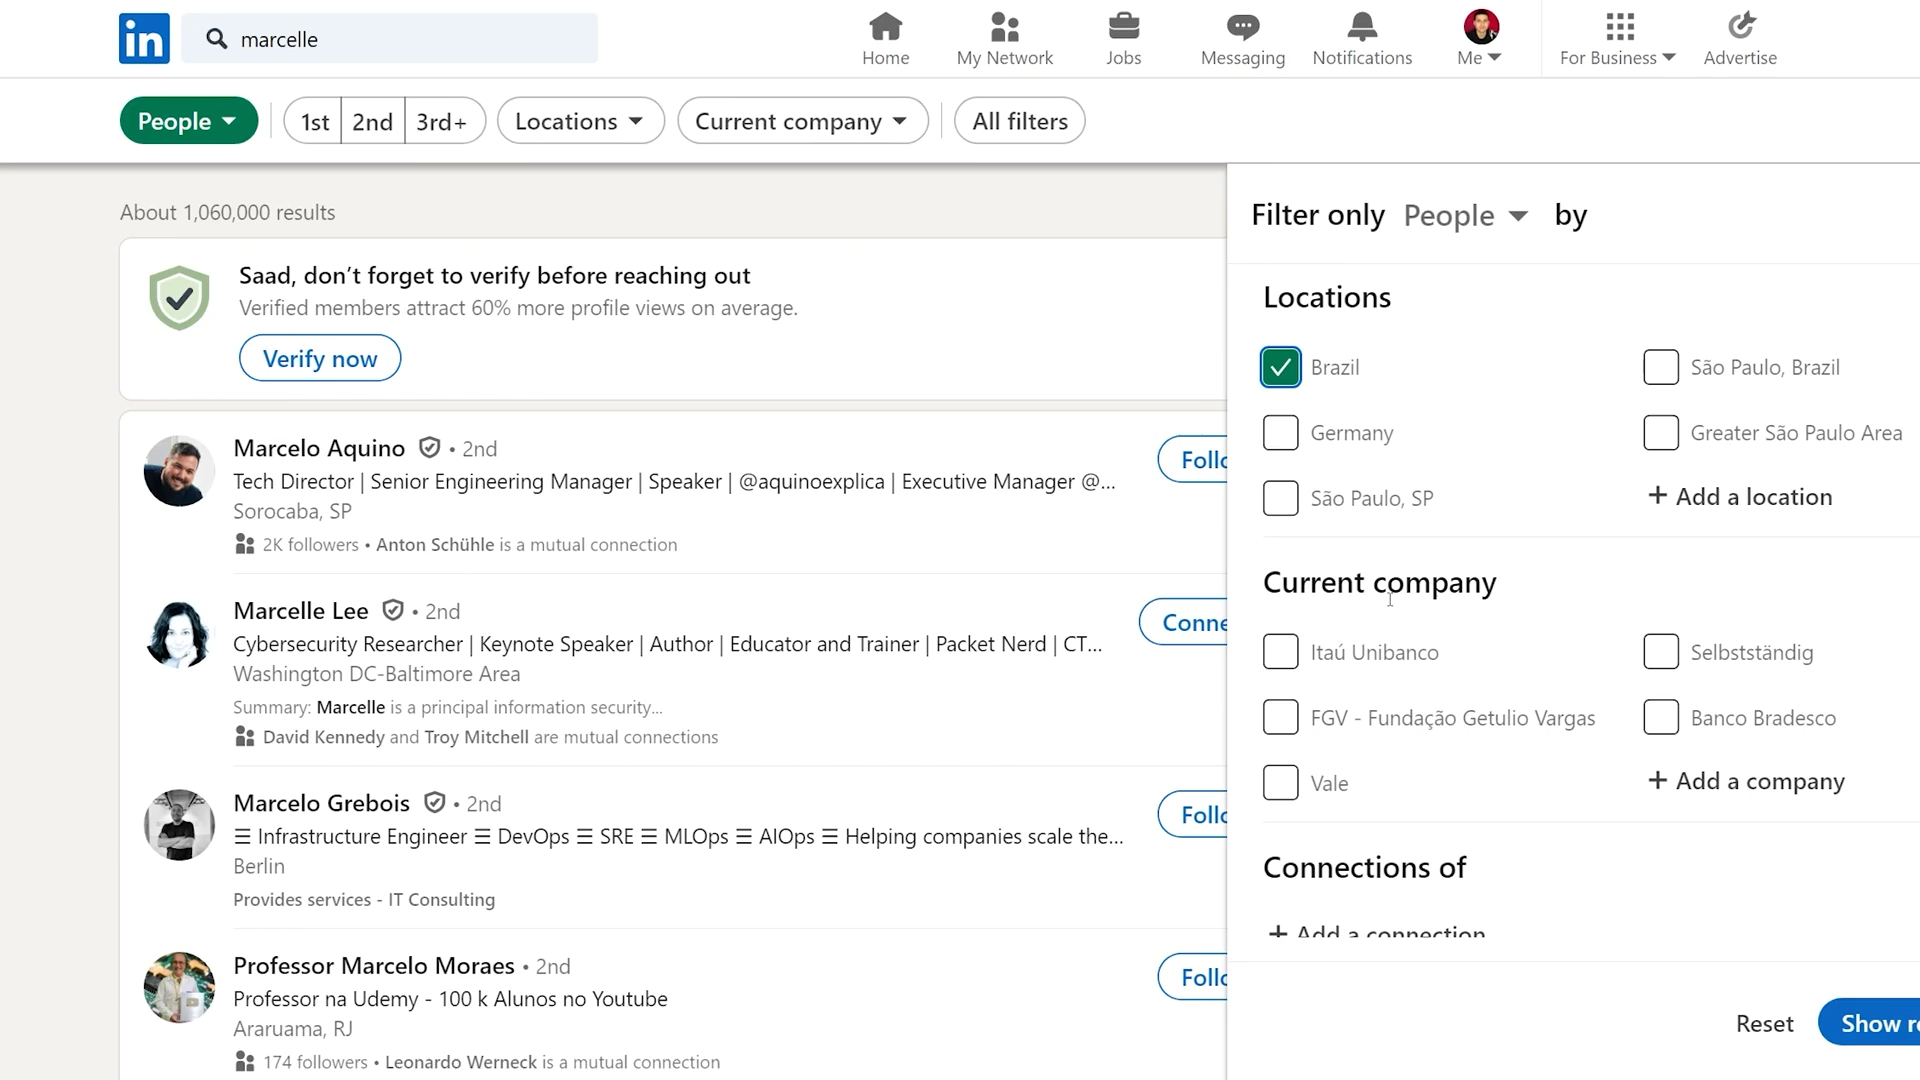 in
marcelle
Home
My Network
Jobs
Messaging
Notifications
Me
For Business
Advertise
People
1st
2nd
3rd+
Locations
Current company
All filters
About 1,060,000 results
Saad, don’t forget to verify before reaching out
Verified members attract 60% more profile views on average.
Verify now
Marcelo Aquino • 2nd
Tech Director | Senior Engineering Manager | Speaker | @aquinoexplica | Executive Manager @...
Sorocaba, SP
2K followers • Anton Schühle is a mutual connection
Follo
Marcelle Lee • 2nd
Cybersecurity Researcher | Keynote Speaker | Author | Educator and Trainer | Packet Nerd | CT...
Washington DC-Baltimore Area
Summary: Marcelle is a principal information security...
David Kennedy and Troy Mitchell are mutual connections
Conne
Marcelo Grebois • 2nd
☰ Infrastructure Engineer ☰ DevOps ☰ SRE ☰ MLOps ☰ AIOps ☰ Helping companies scale the...
Berlin
Provides services - IT Consulting
Follo
Professor Marcelo Moraes • 2nd
Professor na Udemy - 100 k Alunos no Youtube
Araruama, RJ
174 followers • Leonardo Werneck is a mutual connection
Follo
Filter only People by
Locations
Brazil
São Paulo, Brazil
Germany
Greater São Paulo Area
São Paulo, SP
+ Add a location
Current company
Itaú Unibanco
Selbstständig
FGV - Fundação Getulio Vargas
Banco Bradesco
Vale
+ Add a company
Connections of
+ Add a connection
Reset
Show re